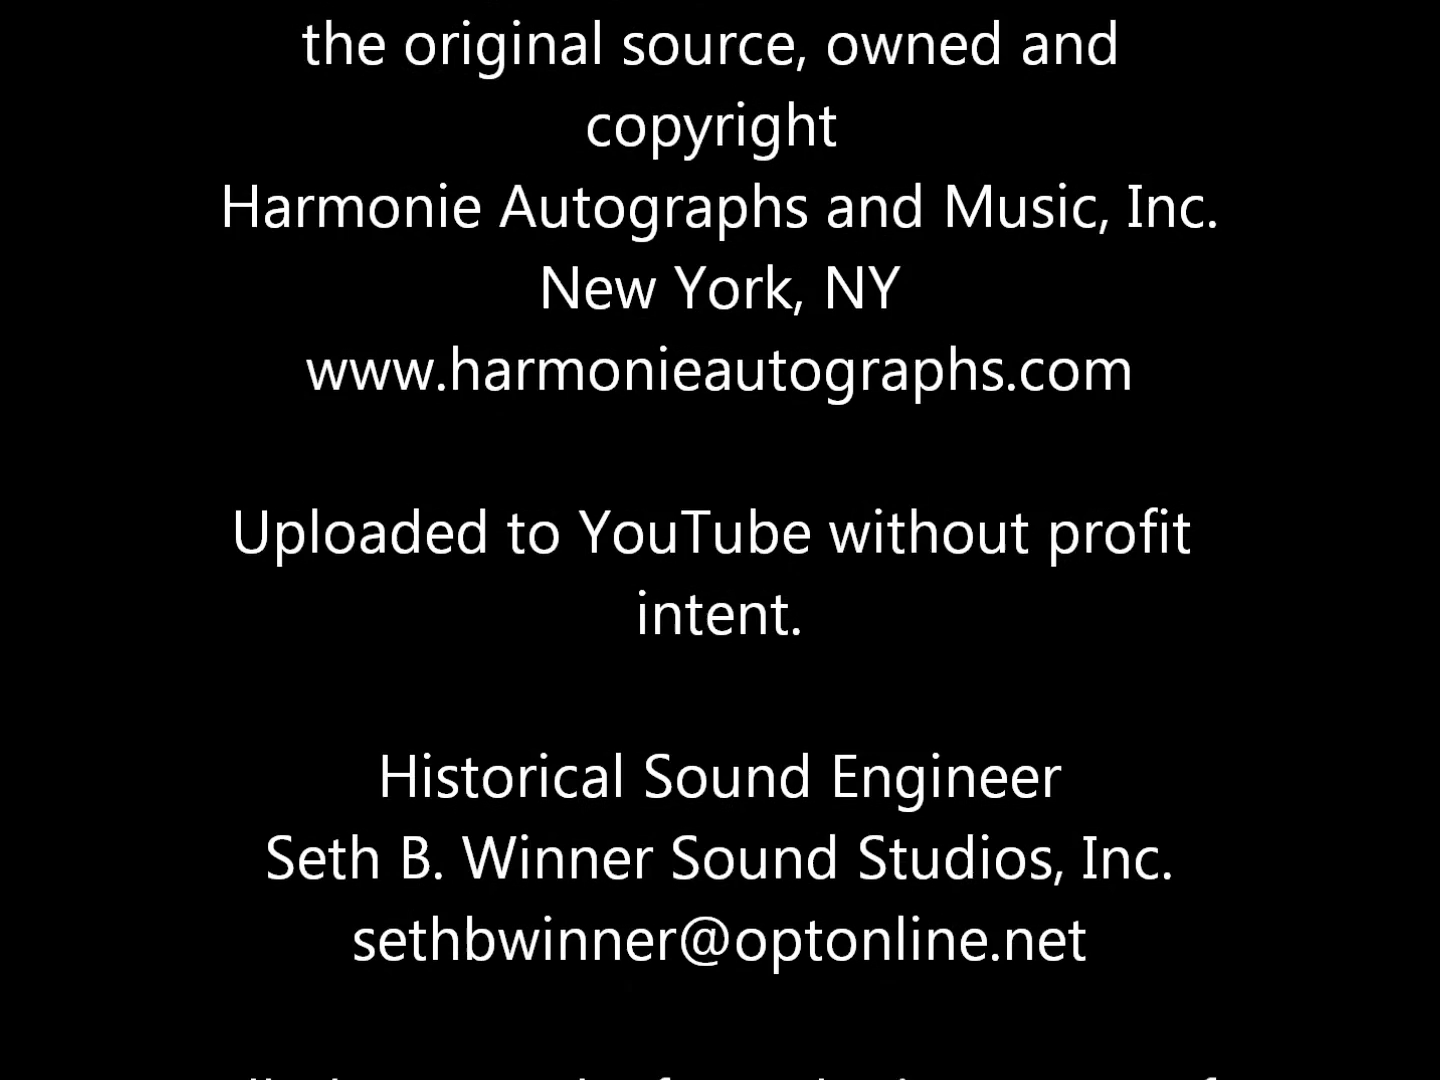 the original source, owned and
copyright
Harmonie Autographs and Music, Inc.
New York, NY
www.harmonieautographs.com
Uploaded to YouTube without profit
intent.
Historical Sound Engineer
Seth B. Winner Sound Studios, Inc.
sethbwinner@optonline.net